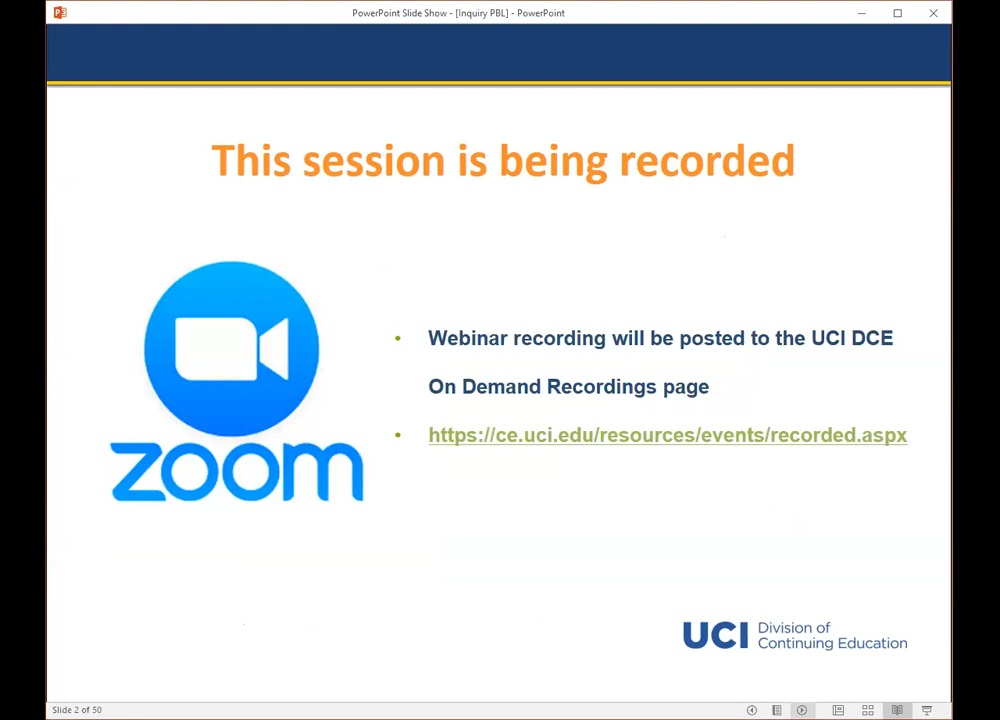 PowerPoint Slide Show - [Inquiry PBL] - PowerPoint
This session is being recorded
zoom
• Webinar recording will be posted to the UCI DCE
On Demand Recordings page
• https://ce.uci.edu/resources/events/recorded.aspx
UCI Division of
Continuing Education
Slide 2 of 50